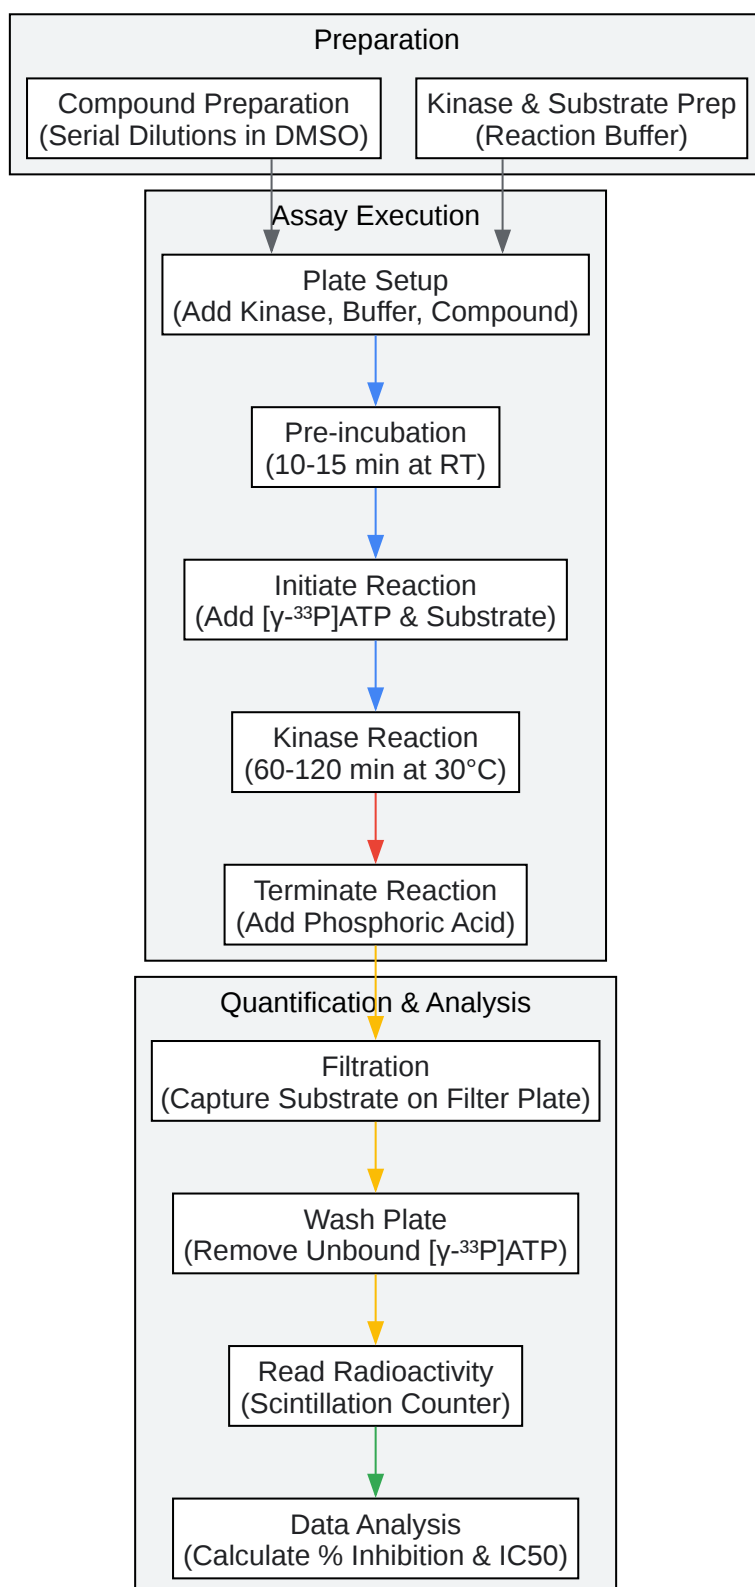 Preparation
Compound Preparation
(Serial Dilutions in DMSO)
Kinase & Substrate Prep
(Reaction Buffer)
Assay Execution
Plate Setup
(Add Kinase, Buffer, Compound)
Pre-incubation
(10-15 min at RT)
Initiate Reaction
(Add [γ-³³P]ATP & Substrate)
Kinase Reaction
(60-120 min at 30°C)
Terminate Reaction
(Add Phosphoric Acid)
Quantification & Analysis
Filtration
(Capture Substrate on Filter Plate)
Wash Plate
(Remove Unbound [γ-³³P]ATP)
Read Radioactivity
(Scintillation Counter)
Data Analysis
(Calculate % Inhibition & IC50)